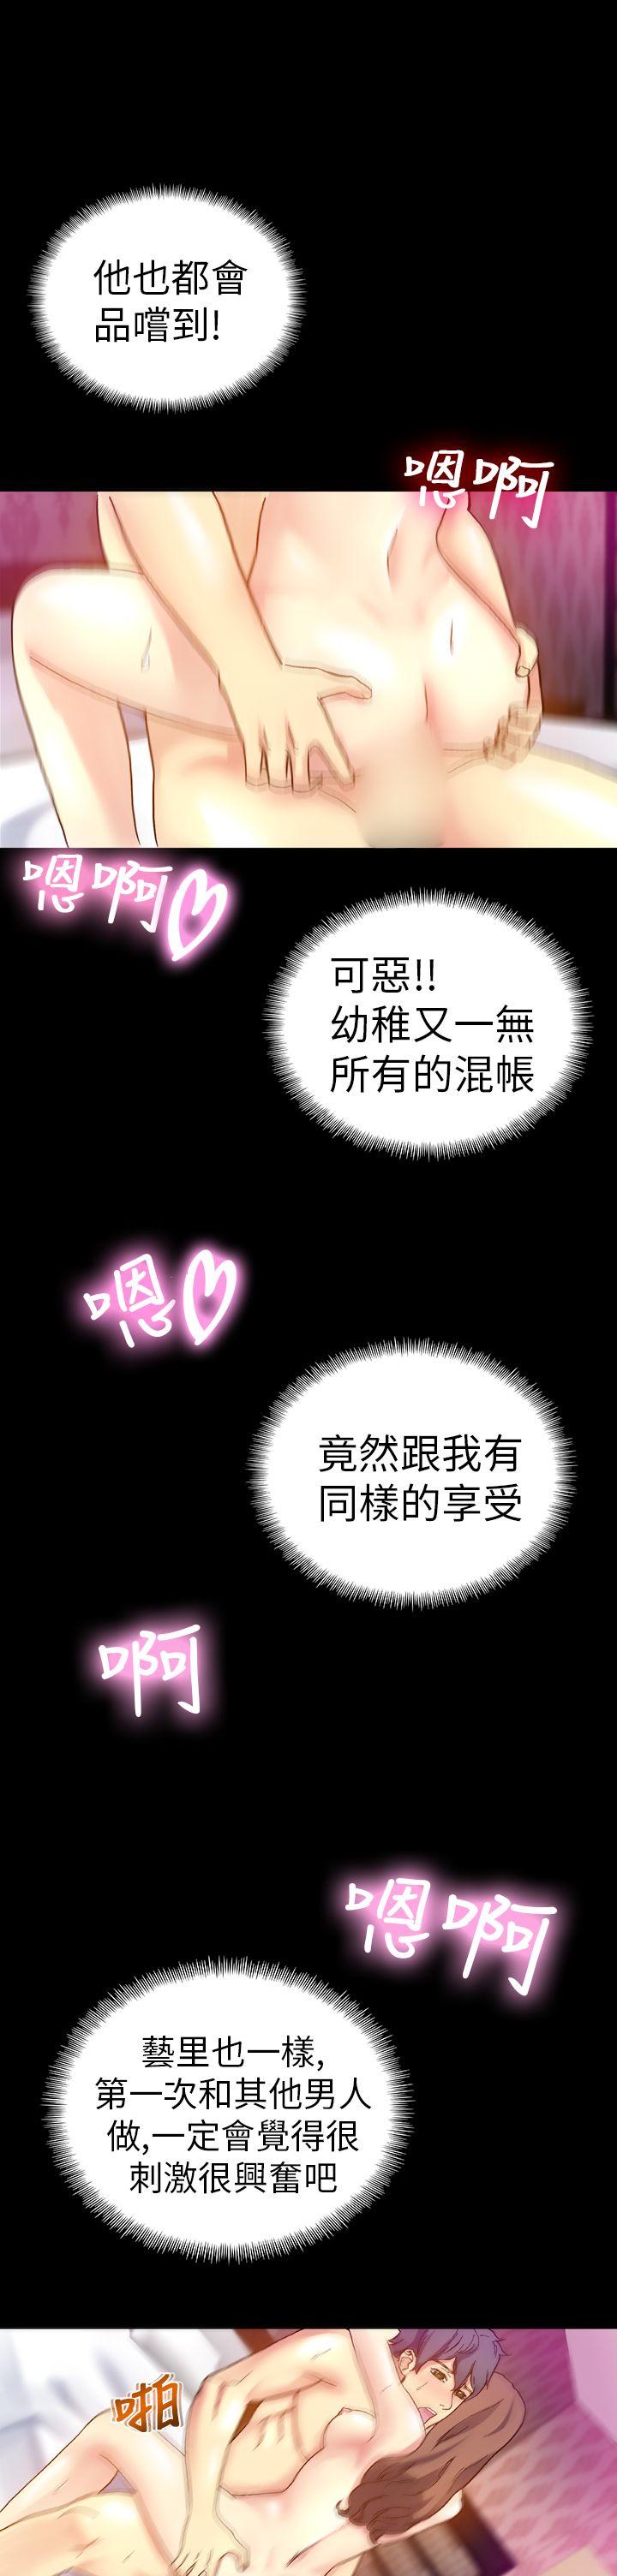 他也都會
品嚐到!
嗯啊
嗯啊
可惡!!
幼稚又一無
所有的混帳
嗯
竟然跟我有
同樣的享受
啊
嗯啊
藝里也一樣,
第一次和其他男人
做,一定會覺得很
刺激很興奮吧
啪